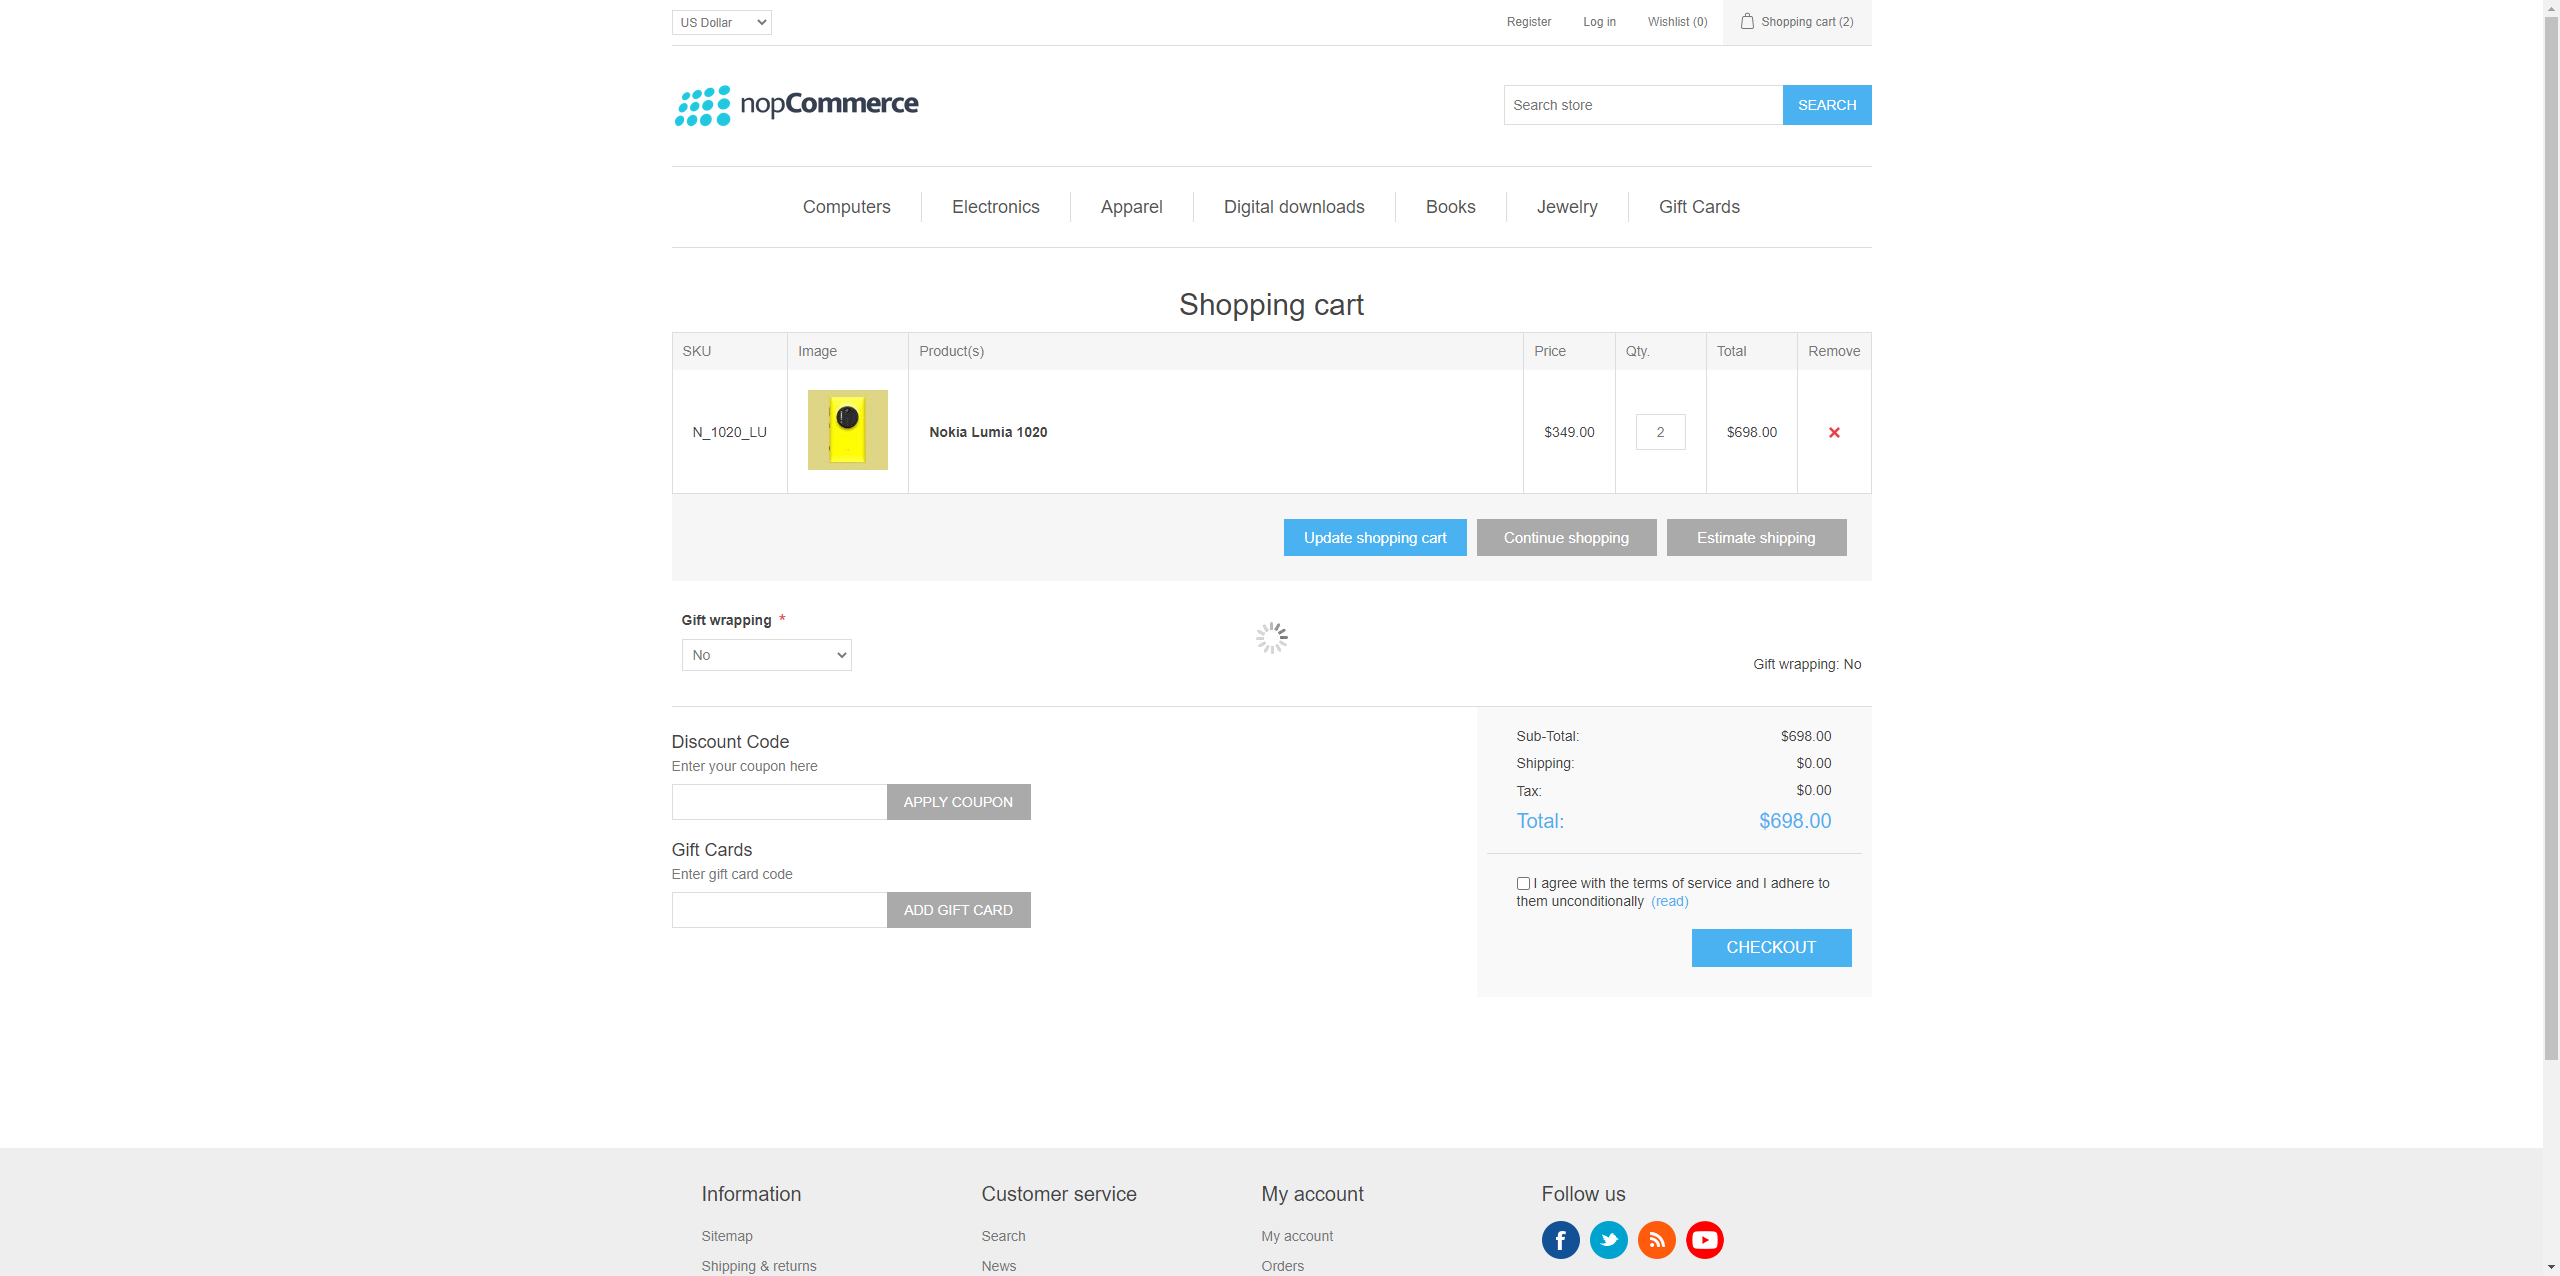 US Dollar
Register Log in Wishlist (0) Shopping cart (2)
nopCommerce
Search store SEARCH
Computers Electronics Apparel Digital downloads Books Jewelry Gift Cards
Shopping cart
SKU Image Product(s) Price Qty. Total Remove
N_1020_LU Nokia Lumia 1020 $349.00 2 $698.00
Update shopping cart Continue shopping Estimate shipping
Gift wrapping *
No
Gift wrapping: No
Discount Code
Enter your coupon here
APPLY COUPON
Gift Cards
Enter gift card code
ADD GIFT CARD
Sub-Total: $698.00
Shipping: $0.00
Tax: $0.00
Total: $698.00
I agree with the terms of service and I adhere to
them unconditionally (read)
CHECKOUT
Information
Sitemap
Shipping & returns
Customer service
Search
News
My account
My account
Orders
Follow us